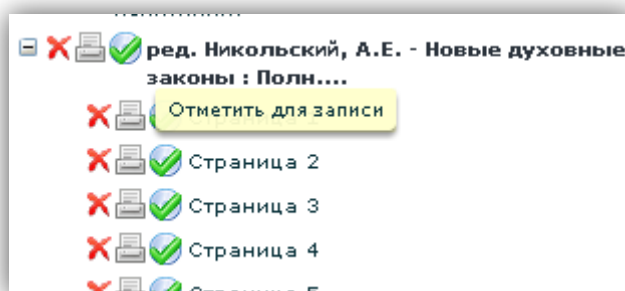 ред. Никольский, А.Е. - Новые духовные
законы : Полн....
Отметить для записи
Страница 2
Страница 3
Страница 4